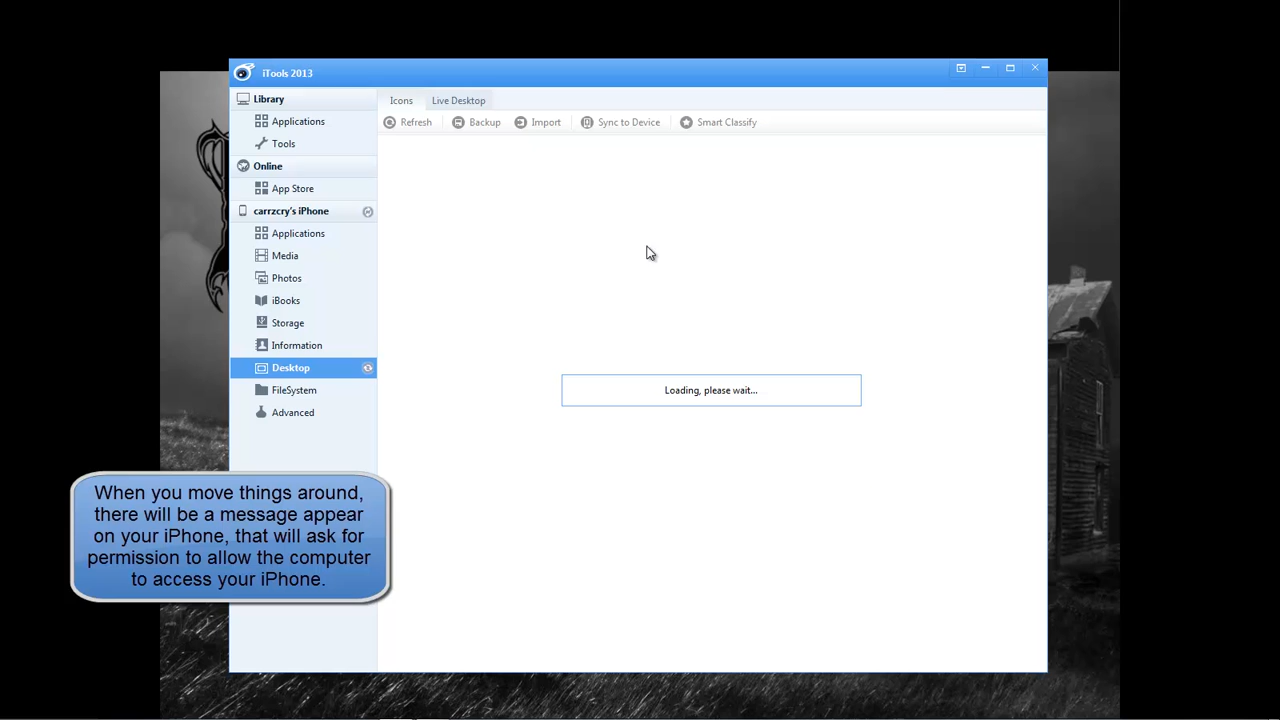 iTools 2013
Library
Applications
Tools
Online
App Store
carrzcry's iPhone
Applications
Media
Photos
iBooks
Storage
Information
Desktop
FileSystem
Advanced
Icons Live Desktop
Refresh Backup Import Sync to Device Smart Classify
Loading, please wait...
When you move things around,
there will be a message appear
on your iPhone, that will ask for
permission to allow the computer
to access your iPhone.